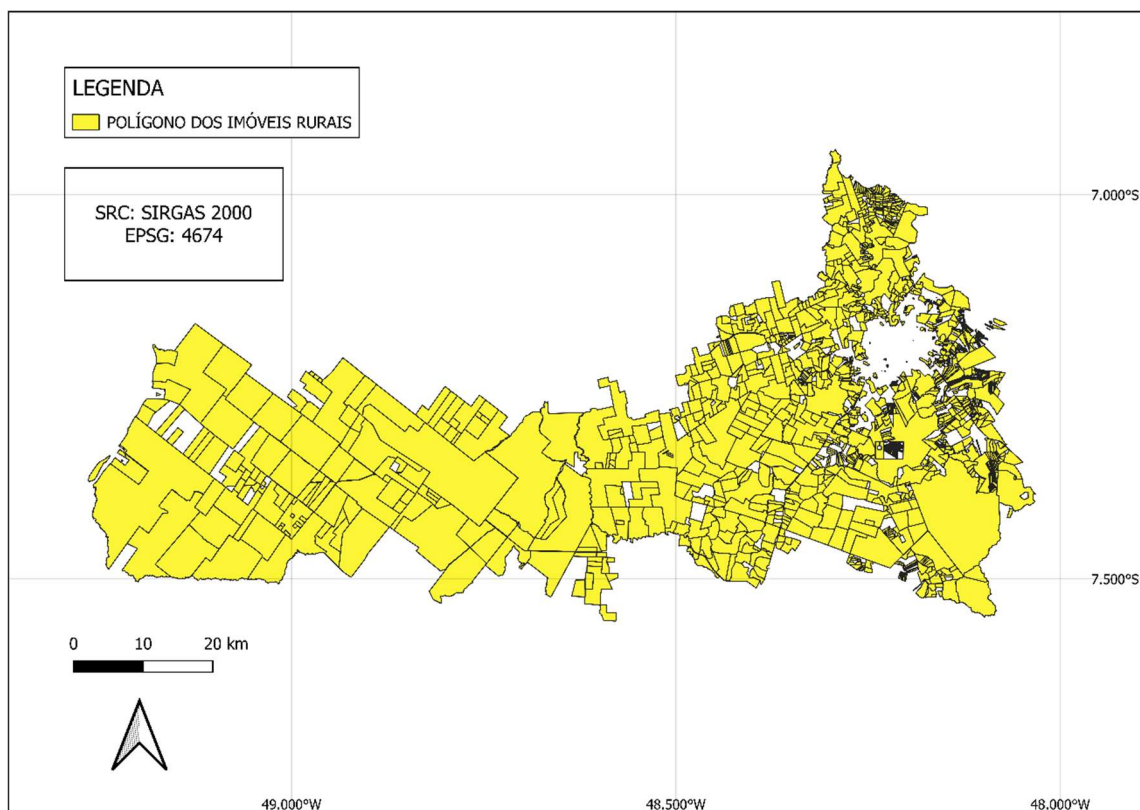 LEGENDA
POLÍGONO DOS IMÓVEIS RURAIS
SRC: SIRGAS 2000
EPSG: 4674
7.000°S
7.500°S
0 10 20 km
49.000°W 48.500°W 48.000°W